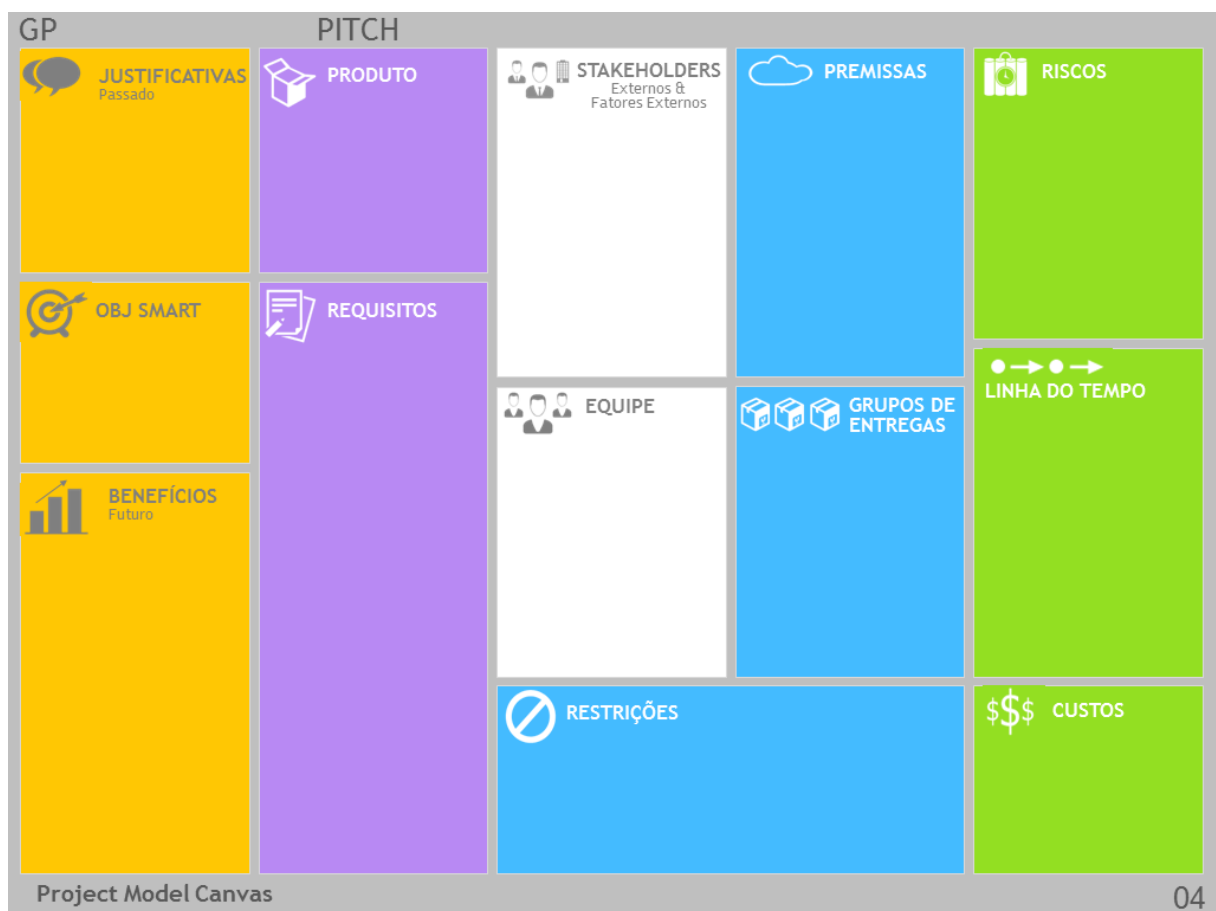 GP
PITCH
JUSTIFICATIVAS
Passado
PRODUTO
STAKEHOLDERS
Externos &
Fatores Externos
PREMISSAS
RISCOS
OBJ SMART
REQUISITOS
LINHA DO TEMPO
EQUIPE
GRUPOS DE
ENTREGAS
BENEFÍCIOS
Futuro
RESTRIÇÕES
$$$ CUSTOS
Project Model Canvas
04